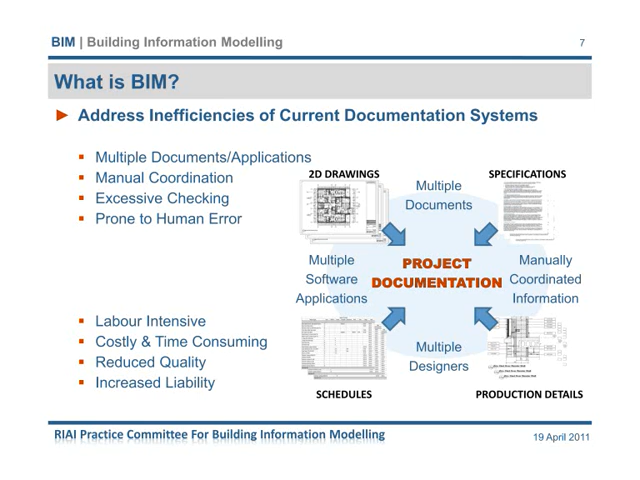 BIM | Building Information Modelling
7
What is BIM?
► Address Inefficiencies of Current Documentation Systems
▪ Multiple Documents/Applications
▪ Manual Coordination
▪ Excessive Checking
▪ Prone to Human Error
▪ Labour Intensive
▪ Costly & Time Consuming
▪ Reduced Quality
▪ Increased Liability
2D DRAWINGS
Multiple
Documents
SPECIFICATIONS
Multiple
Software
Applications
PROJECT
DOCUMENTATION
Manually
Coordinated
Information
Multiple
Designers
SCHEDULES
PRODUCTION DETAILS
RIAI Practice Committee For Building Information Modelling
19 April 2011